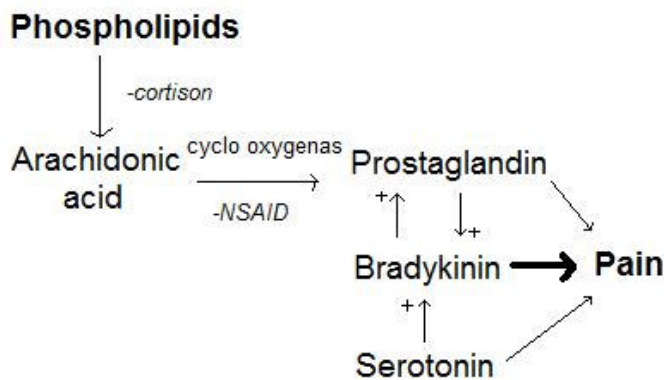 Phospholipids
-cortison
Arachidonic
acid
cyclo oxygenas
-NSAID
Prostaglandin
+
+
Bradykinin
Pain
+
Serotonin